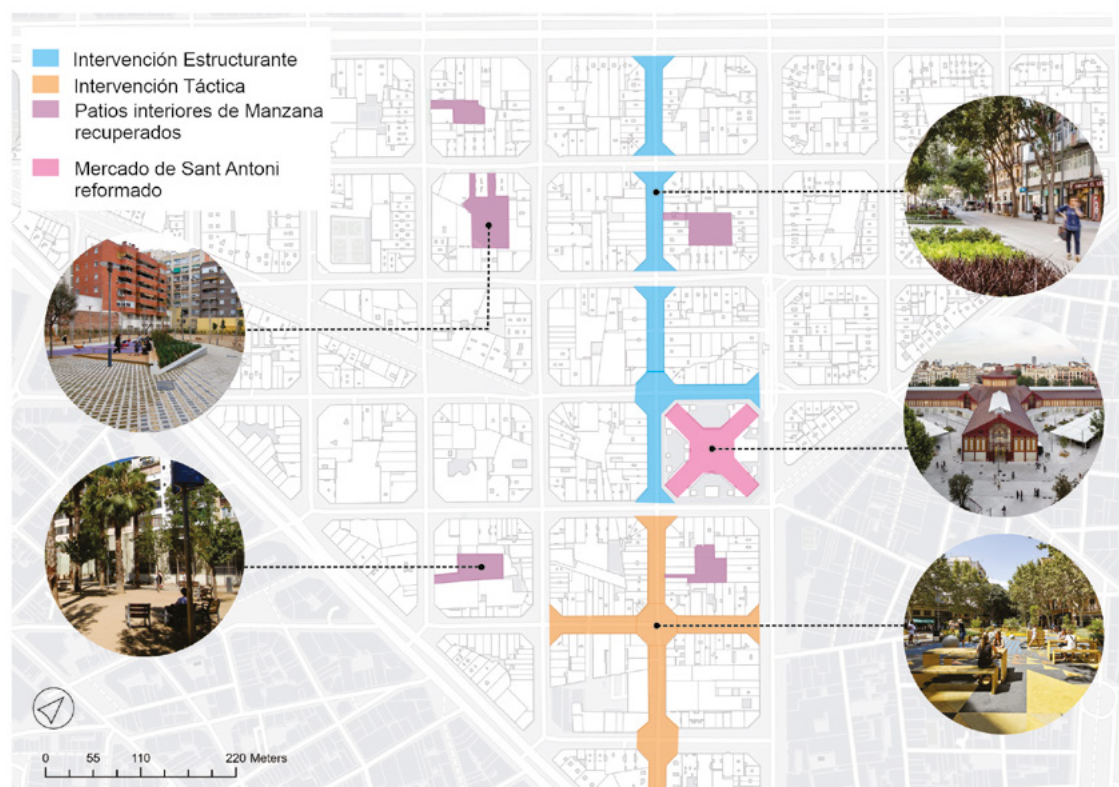 Intervención Estructurante
Intervención Táctica
Patios interiores de Manzana
recuperados
Mercado de Sant Antoni
reformado
0 55 110 220 Meters